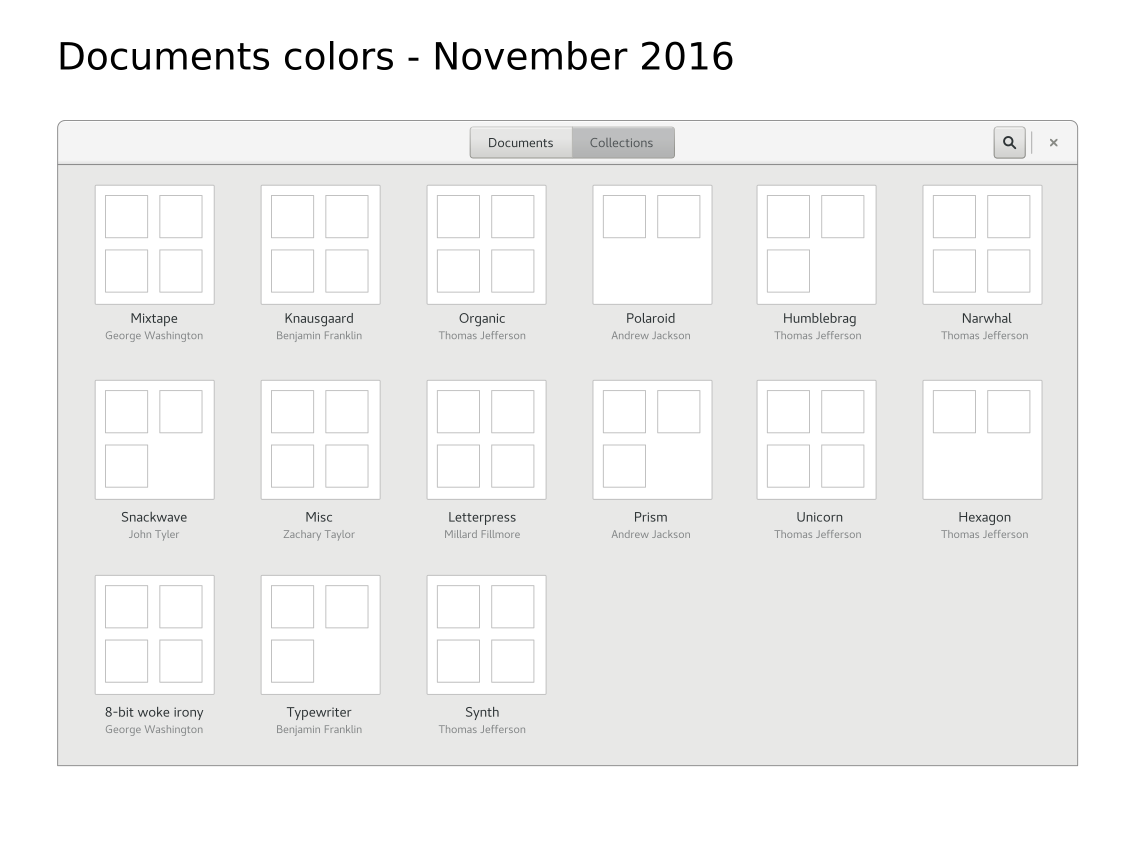 Documents colors - November 2016
Documents Collections
Mixtape Knausgaard Organic Polaroid Humblebrag Narwhal
George Washington Benjamin Franklin Thomas Jefferson Andrew Jackson Thomas Jefferson Thomas Jefferson
Snackwave Misc Letterpress Prism Unicorn Hexagon
John Tyler Zachary Taylor Millard Fillmore Andrew Jackson Thomas Jefferson Thomas Jefferson
8-bit woke irony Typewriter Synth
George Washington Benjamin Franklin Thomas Jefferson